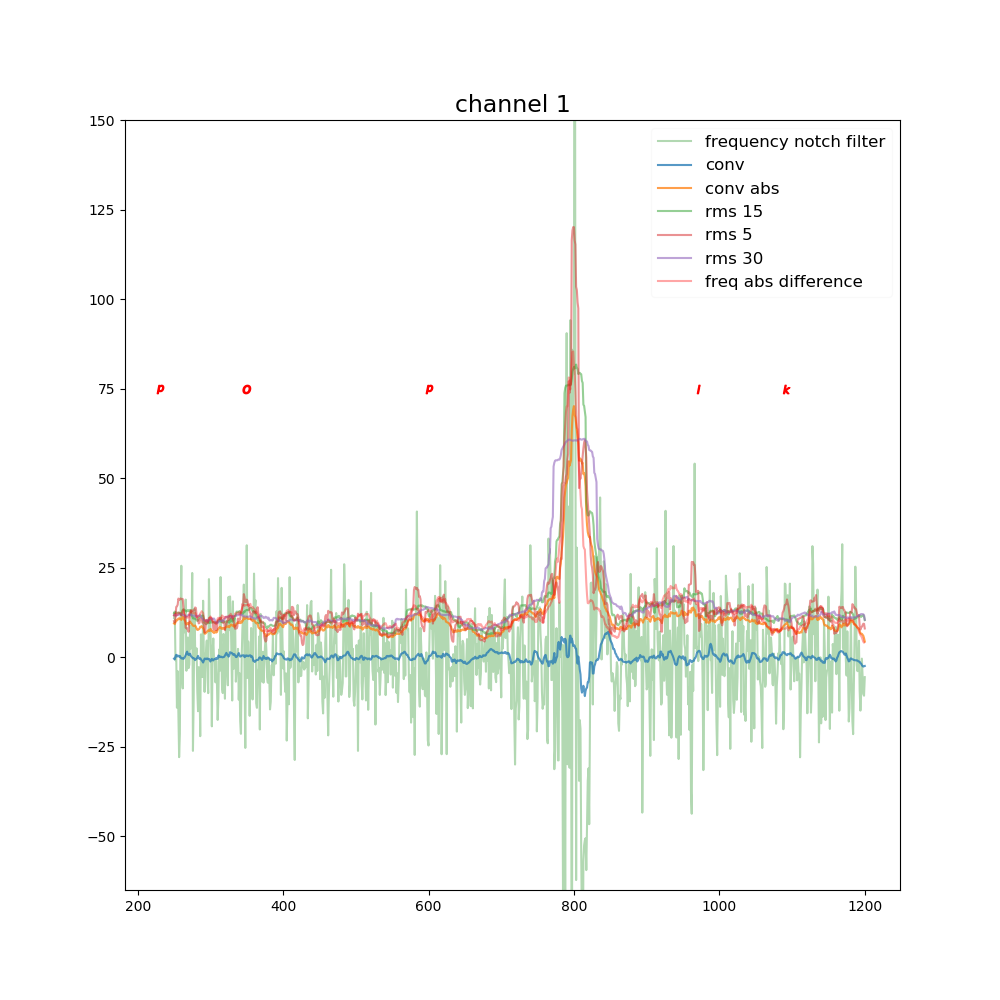 channel 1
150
125
100
75
50
25
0
−25
−50
frequency notch filter
conv
conv abs
rms 15
rms 5
rms 30
freq abs difference
p o p l k
200 400 600 800 1000 1200